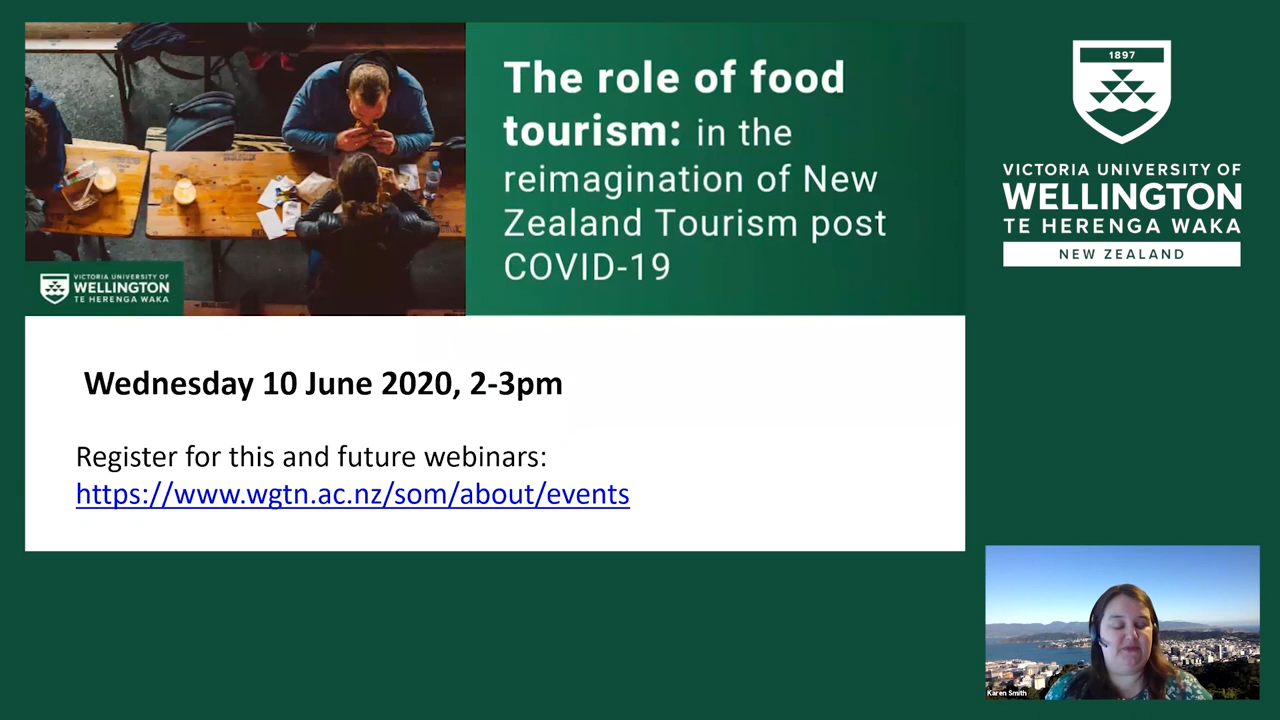 The role of food
tourism: in the
reimagination of New
Zealand Tourism post
COVID-19
VICTORIA UNIVERSITY OF
WELLINGTON
TE HERENGA WAKA
1897
VICTORIA UNIVERSITY OF
WELLINGTON
TE HERENGA WAKA
NEW ZEALAND
Wednesday 10 June 2020, 2-3pm
Register for this and future webinars:
https://www.wgtn.ac.nz/som/about/events
Karen Smith